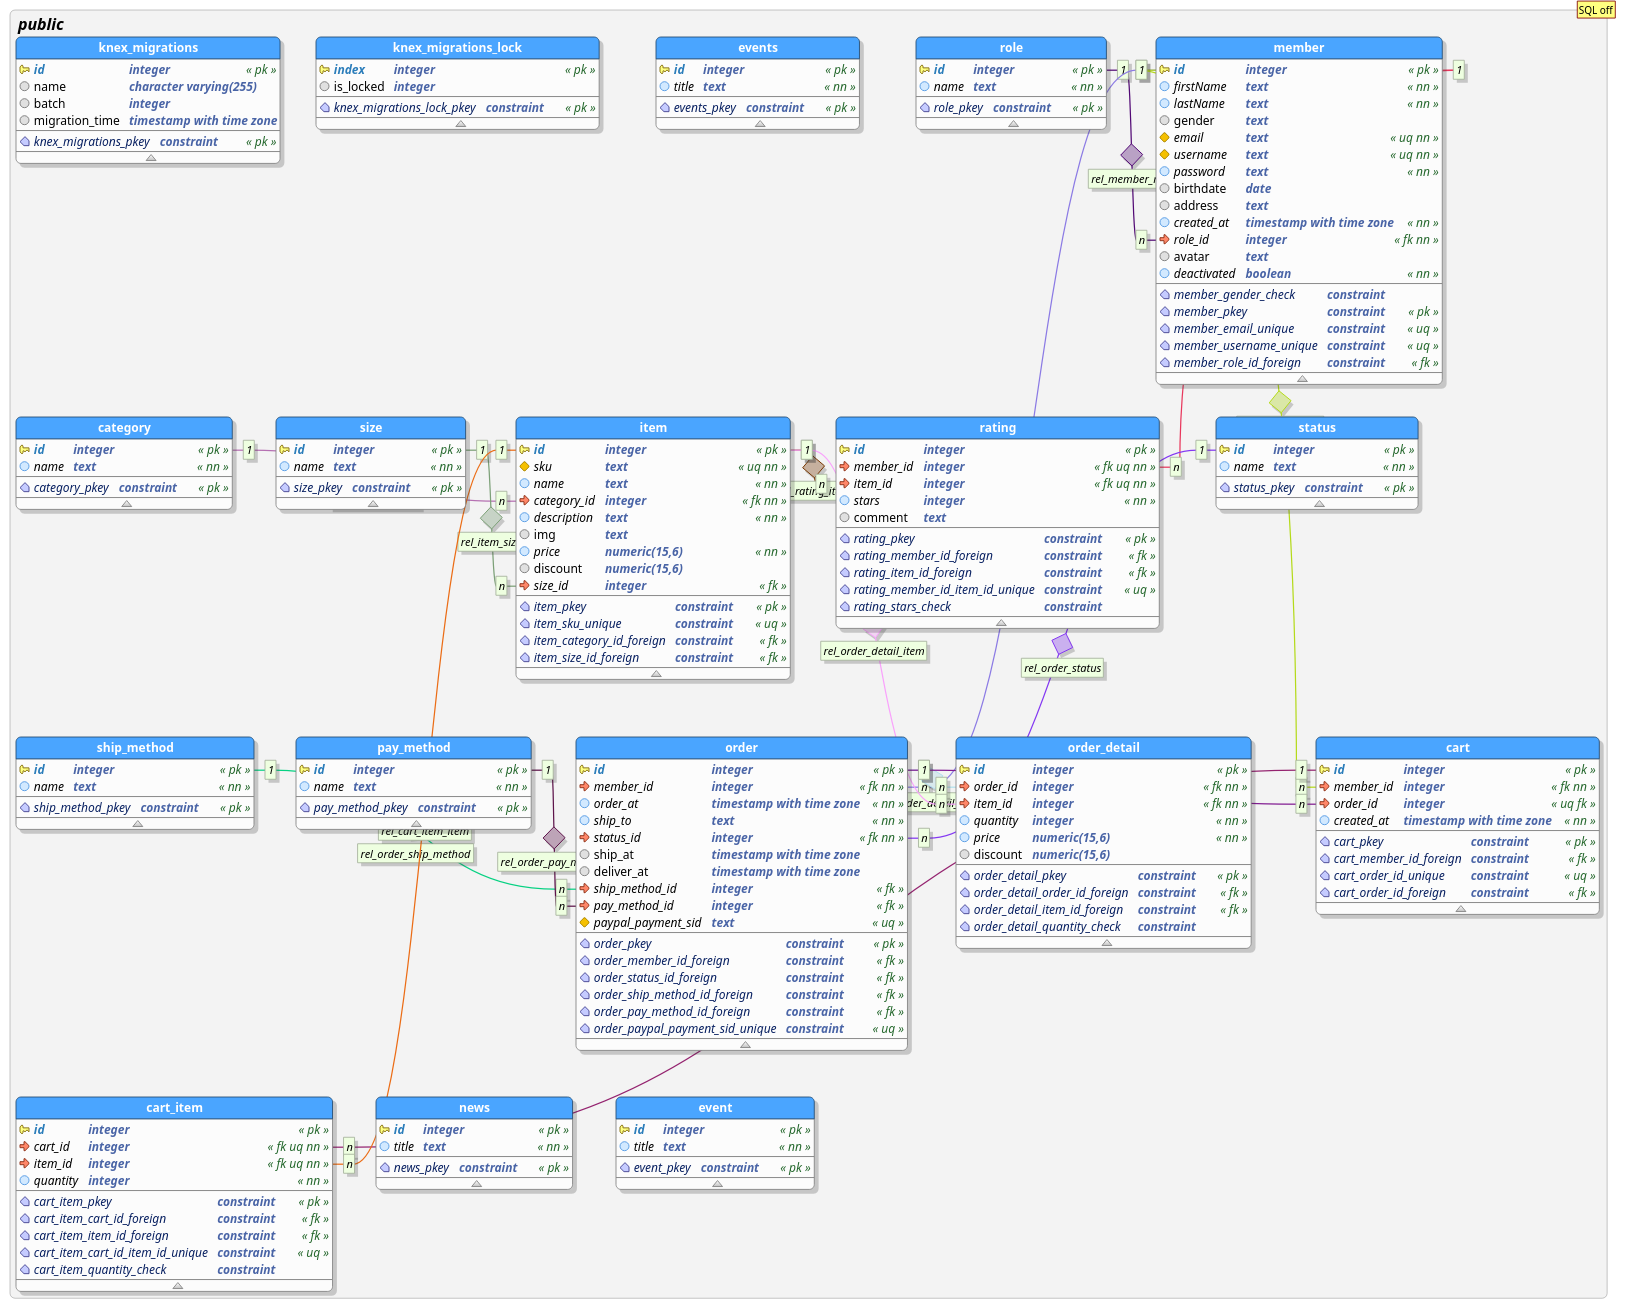 SQL off
public
knex_migrations
id integer « pk »
name character varying(255)
batch integer
migration_time timestamp with time zone
knex_migrations_pkey constraint « pk »
knex_migrations_lock
index integer « pk »
is_locked integer
knex_migrations_lock_pkey constraint « pk »
events
id integer « pk »
title text « nn »
events_pkey constraint « pk »
role
id integer « pk »
name text « nn »
role_pkey constraint « pk »
1
1
n
member
id integer « pk »
firstName text « nn »
lastName text « nn »
gender text
email text « uq nn »
username text « uq nn »
password text « nn »
birthdate date
address text
created_at timestamp with time zone « nn »
role_id integer « fk nn »
avatar text
deactivated boolean « nn »
member_gender_check constraint
member_pkey constraint « pk »
member_email_unique constraint « uq »
member_username_unique constraint « uq »
member_role_id_foreign constraint « fk »
1
category
id integer « pk »
name text « nn »
category_pkey constraint « pk »
1
size
id integer « pk »
name text « nn »
size_pkey constraint « pk »
1
1
n
rel_item_siz
n
item
id integer « pk »
sku text « uq nn »
name text « nn »
category_id integer « fk nn »
description text « nn »
img text
price numeric(15,6) « nn »
discount numeric(15,6)
size_id integer « fk »
item_pkey constraint « pk »
item_sku_unique constraint « uq »
item_category_id_foreign constraint « fk »
item_size_id_foreign constraint « fk »
1
n
rating
id integer « pk »
member_id integer « fk uq nn »
item_id integer « fk uq nn »
stars integer « nn »
comment text
rating_pkey constraint « pk »
rating_member_id_foreign constraint « fk »
rating_item_id_foreign constraint « fk »
rating_member_id_item_id_unique constraint « uq »
rating_stars_check constraint
n
1
status
id integer « pk »
name text « nn »
status_pkey constraint « pk »
rel_order_detail_item
rel_order_status
ship_method
id integer « pk »
name text « nn »
ship_method_pkey constraint « pk »
1
pay_method
id integer « pk »
name text « nn »
pay_method_pkey constraint « pk »
1
rel_cart_item_item
rel_order_ship_method
n
n
order
id integer « pk »
member_id integer « fk nn »
order_at timestamp with time zone « nn »
ship_to text « nn »
status_id integer « fk nn »
ship_at timestamp with time zone
deliver_at timestamp with time zone
ship_method_id integer « fk »
pay_method_id integer « fk »
paypal_payment_sid text « uq »
order_pkey constraint « pk »
order_member_id_foreign constraint « fk »
order_status_id_foreign constraint « fk »
order_ship_method_id_foreign constraint « fk »
order_pay_method_id_foreign constraint « fk »
order_paypal_payment_sid_unique constraint « uq »
1
n
n
n
n
order_detail
id integer « pk »
order_id integer « fk nn »
item_id integer « fk nn »
quantity integer « nn »
price numeric(15,6) « nn »
discount numeric(15,6)
order_detail_pkey constraint « pk »
order_detail_order_id_foreign constraint « fk »
order_detail_item_id_foreign constraint « fk »
order_detail_quantity_check constraint
1
n
n
cart
id integer « pk »
member_id integer « fk nn »
order_id integer « uq fk »
created_at timestamp with time zone « nn »
cart_pkey constraint « pk »
cart_member_id_foreign constraint « fk »
cart_order_id_unique constraint « uq »
cart_order_id_foreign constraint « fk »
cart_item
id integer « pk »
cart_id integer « fk uq nn »
item_id integer « fk uq nn »
quantity integer « nn »
cart_item_pkey constraint « pk »
cart_item_cart_id_foreign constraint « fk »
cart_item_item_id_foreign constraint « fk »
cart_item_cart_id_item_id_unique constraint « uq »
cart_item_quantity_check constraint
n
n
news
id integer « pk »
title text « nn »
news_pkey constraint « pk »
event
id integer « pk »
title text « nn »
event_pkey constraint « pk »